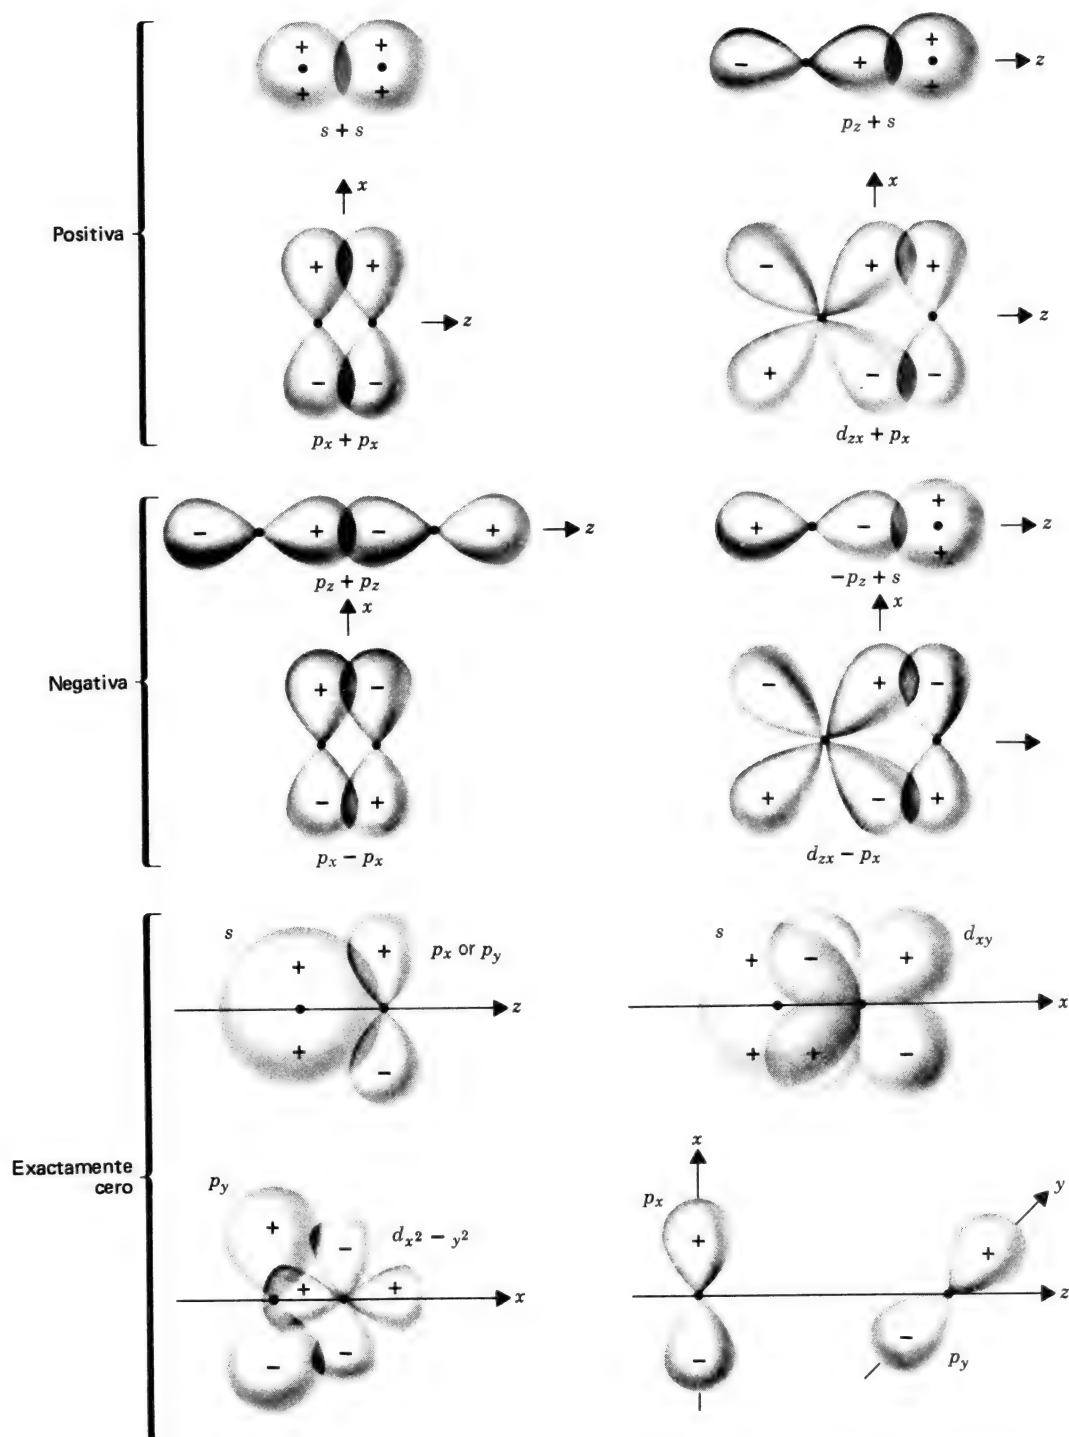 + +
+ +
s + s
− + +
+
z
p_z + s
Positiva
x
+ +
z
− −
p_x + p_x
x
− + +
z
+ − −
d_zx + p_x
− + − +
z
p_z + p_z
+ − +
+
z
−p_z + s
Negativa
x
+ −
− +
p_x − p_x
x
− + −
+ − +
d_zx − p_x
s
+ +
p_x or p_y
z
+ −
s
+ − +
d_xy
x
+ + −
Exactamente
cero
p_y
+ −
d_x² − y²
+ +
x
− −
x
p_x
+
y
+
z
−
−
p_y